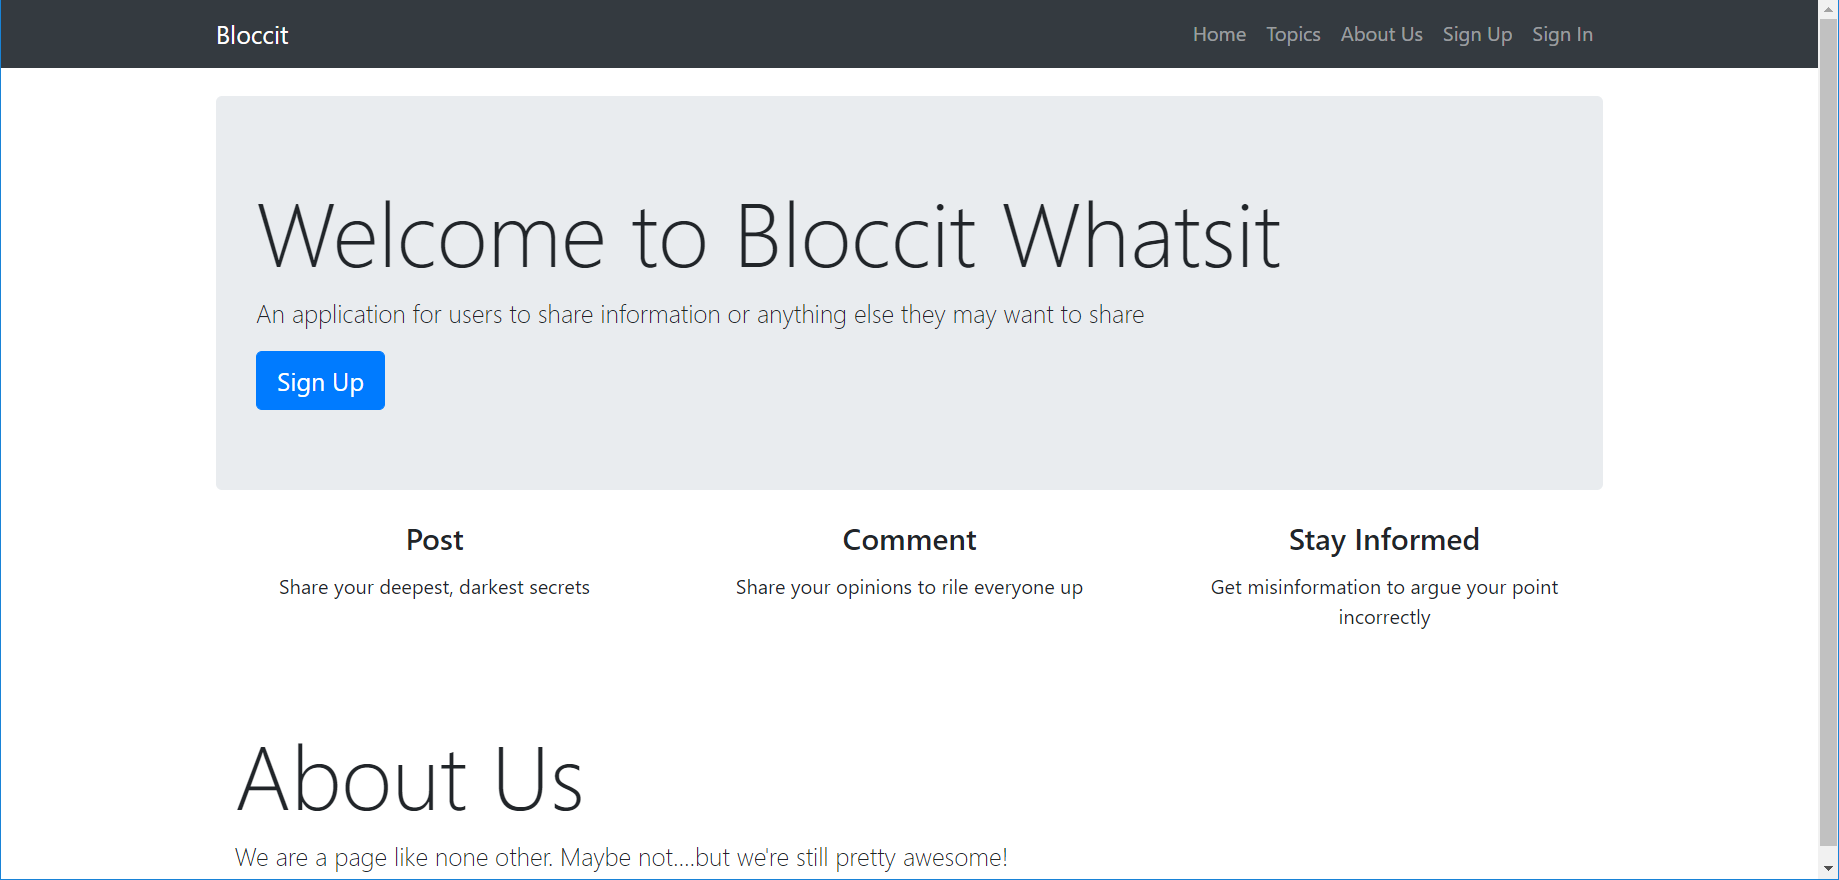 Bloccit
Home Topics About Us Sign Up Sign In
Welcome to Bloccit Whatsit
An application for users to share information or anything else they may want to share
Sign Up
Post
Share your deepest, darkest secrets
Comment
Share your opinions to rile everyone up
Stay Informed
Get misinformation to argue your point
incorrectly
About Us
We are a page like none other. Maybe not....but we're still pretty awesome!